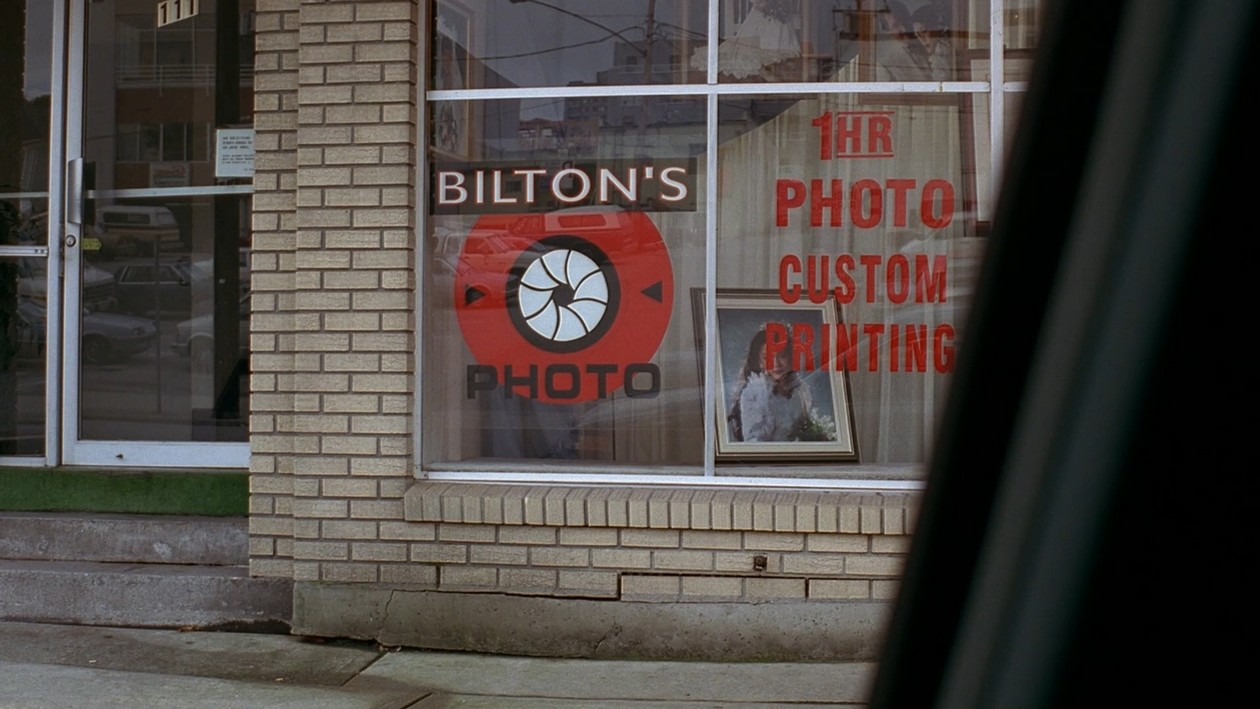 111
BILTON'S
PHOTO
1HR
PHOTO
CUSTOM
PRINTING